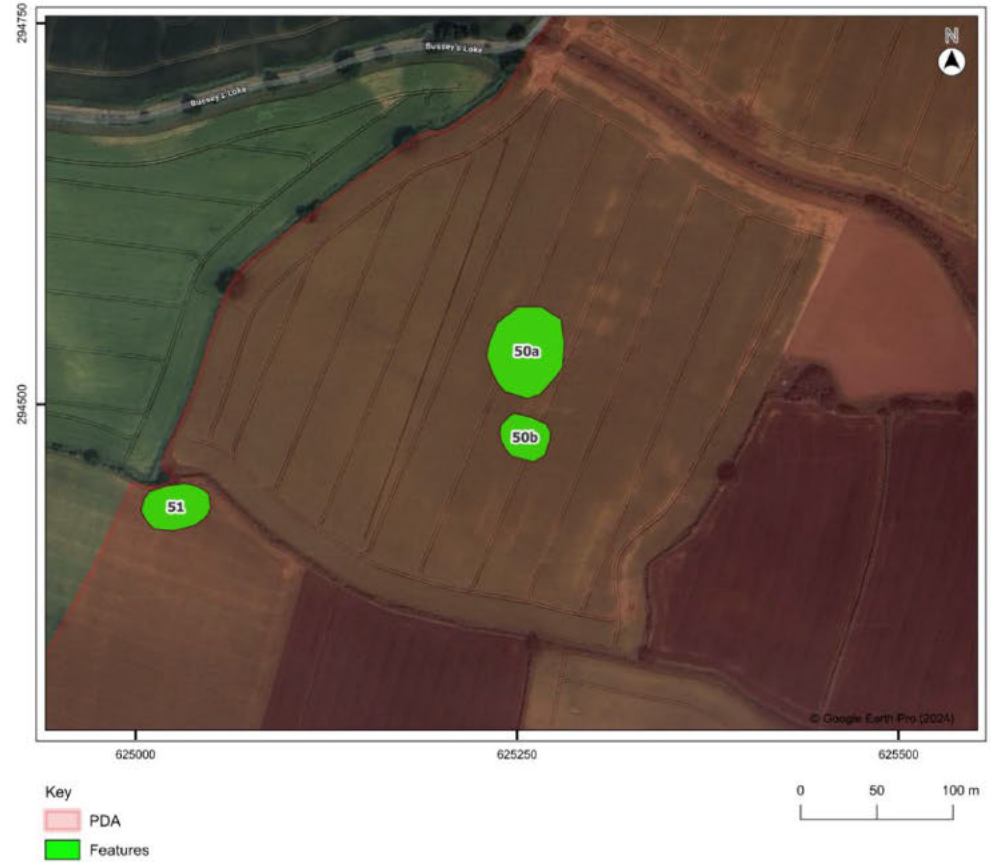 294750
Bussey's Loke
Bussey's Loke
N
50a
294500
50b
51
© Google Earth Pro (2024)
625000
625250
625500
Key
0 50 100 m
PDA
Features